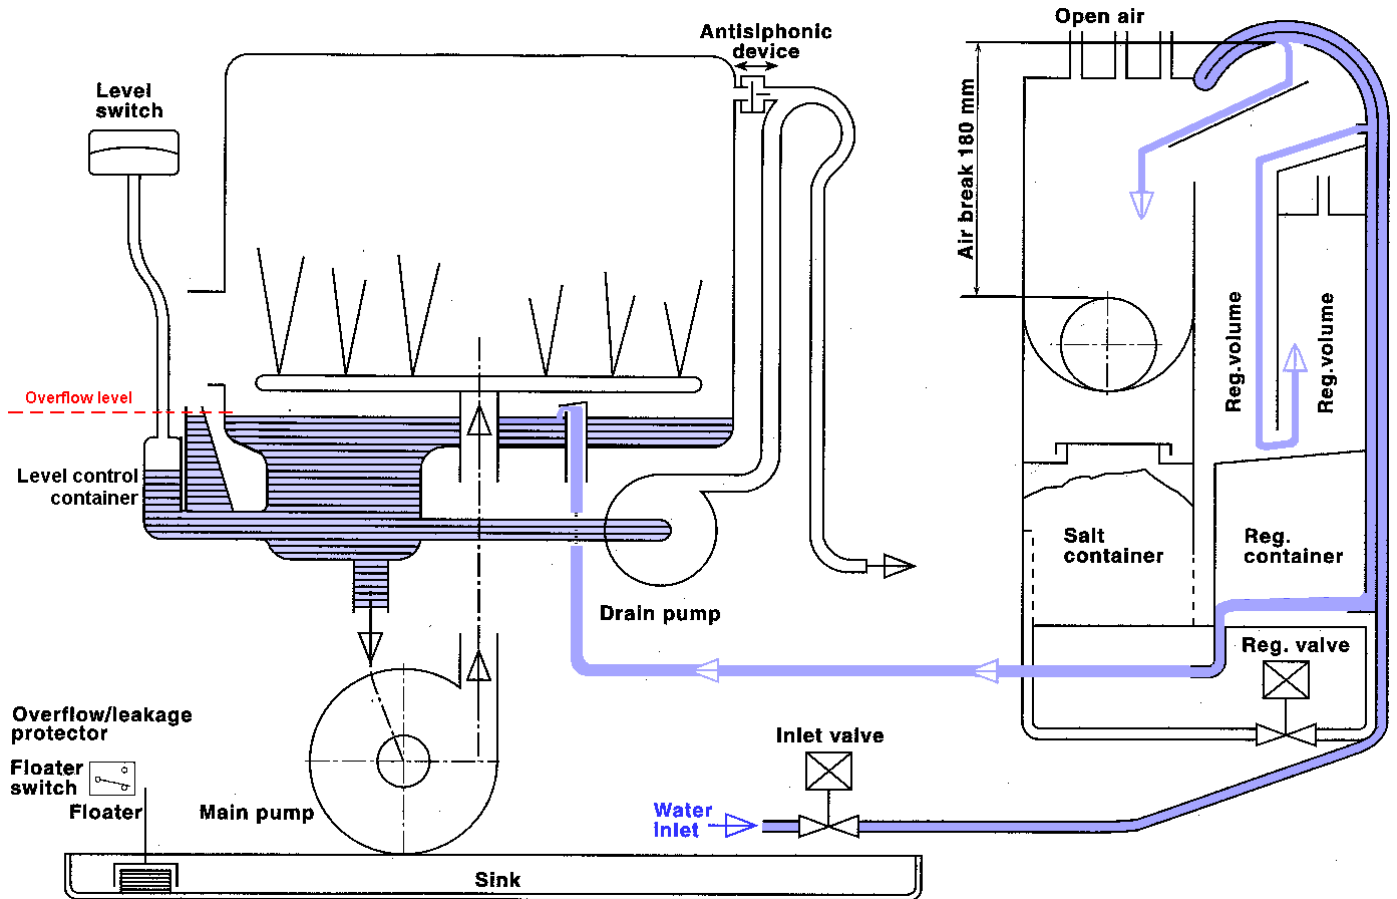 Open air
Antisiphonic
device
Level
switch
Air break 180 mm
Reg.volume
Reg.volume
Overflow level
Level control
container
Salt
container
Reg.
container
Drain pump
Reg. valve
Overflow/leakage
protector
Inlet valve
Floater
switch
Floater
Main pump
Water
inlet
Sink